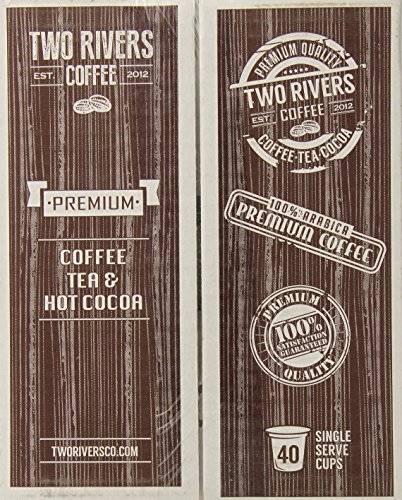 TWO RIVERS
EST. COFFEE 2012
PREMIUM
COFFEE
TEA &
HOT COCOA
TWORIVERSCO.COM
PREMIUM QUALITY
TWO RIVERS
EST. COFFEE 2012
COFFEE·TEA·COCOA
100% ARABICA
PREMIUM COFFEE
PREMIUM
100%
SATISFACTION
GUARANTEED
QUALITY
40
SINGLE
SERVE
CUPS